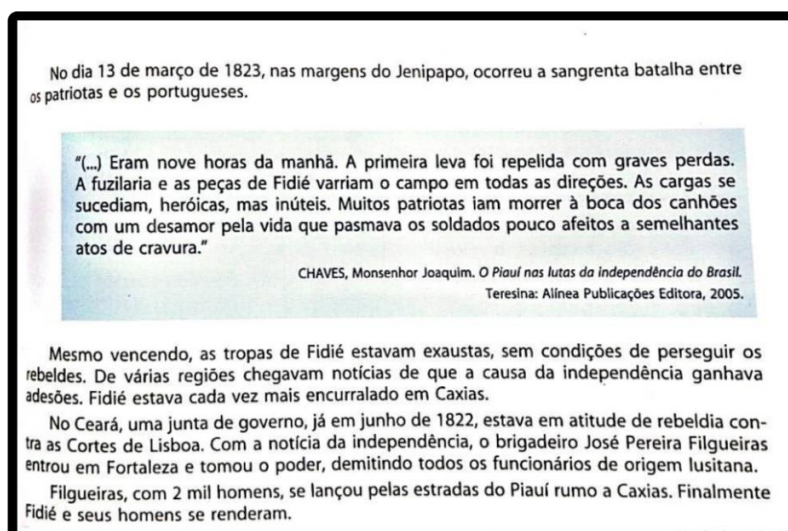 No dia 13 de março de 1823, nas margens do Jenipapo, ocorreu a sangrenta batalha entre
os patriotas e os portugueses.
"(...) Eram nove horas da manhã. A primeira leva foi repelida com graves perdas.
A fuzilaria e as peças de Fidié varriam o campo em todas as direções. As cargas se
sucediam, heróicas, mas inúteis. Muitos patriotas iam morrer à boca dos canhões
com um desamor pela vida que pasmava os soldados pouco afeitos a semelhantes
atos de cravura."
CHAVES, Monsenhor Joaquim. O Piauí nas lutas da independência do Brasil.
Teresina: Alínea Publicações Editora, 2005.
Mesmo vencendo, as tropas de Fidié estavam exaustas, sem condições de perseguir os
rebeldes. De várias regiões chegavam notícias de que a causa da independência ganhava
adesões. Fidié estava cada vez mais encurralado em Caxias.
No Ceará, uma junta de governo, já em junho de 1822, estava em atitude de rebeldia con-
tra as Cortes de Lisboa. Com a notícia da independência, o brigadeiro José Pereira Filgueiras
entrou em Fortaleza e tomou o poder, demitindo todos os funcionários de origem lusitana.
Filgueiras, com 2 mil homens, se lançou pelas estradas do Piauí rumo a Caxias. Finalmente
Fidié e seus homens se renderam.